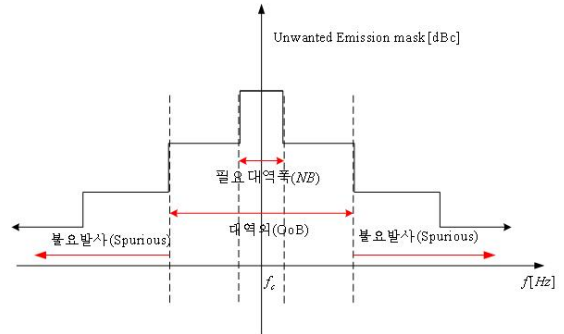 Unwanted Emission mask [dBc]
필요 대역폭(NB)
대역외(OoB)
불요발사(Spurious)
불요발사(Spurious)
fc
f[Hz]